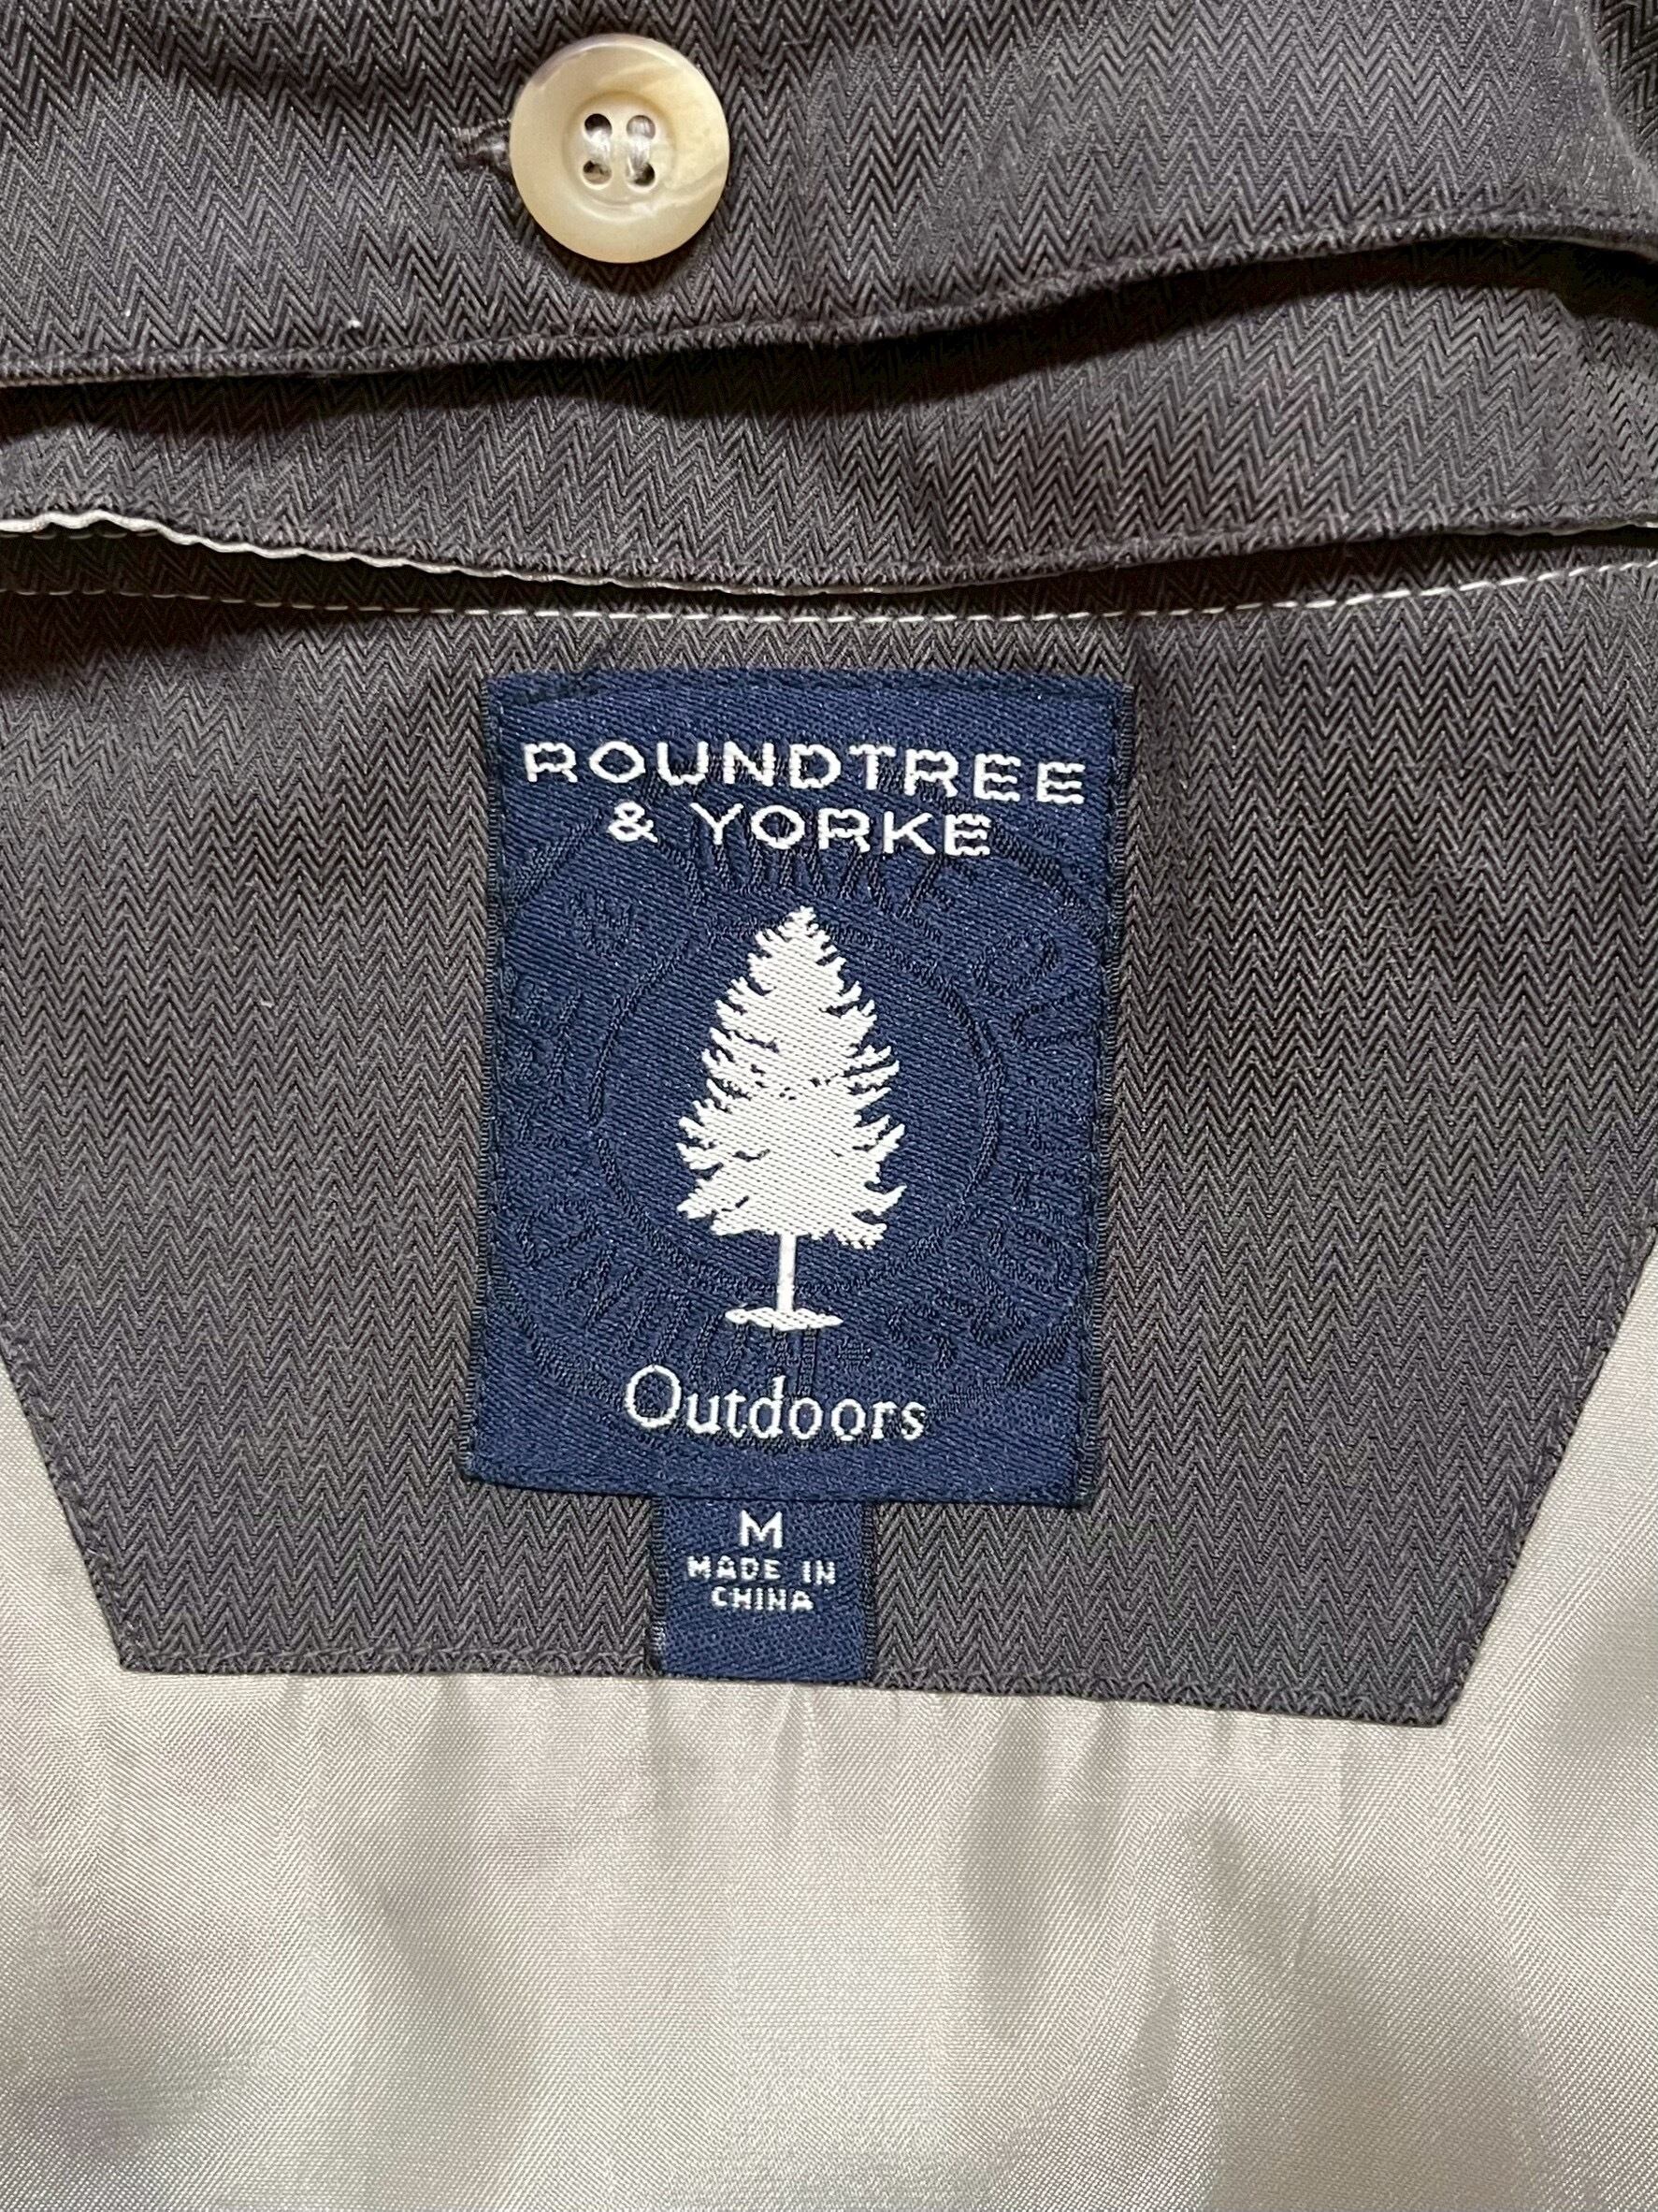 ROUNDTREE
& YORKE
Outdoors
M
MADE IN
CHINA